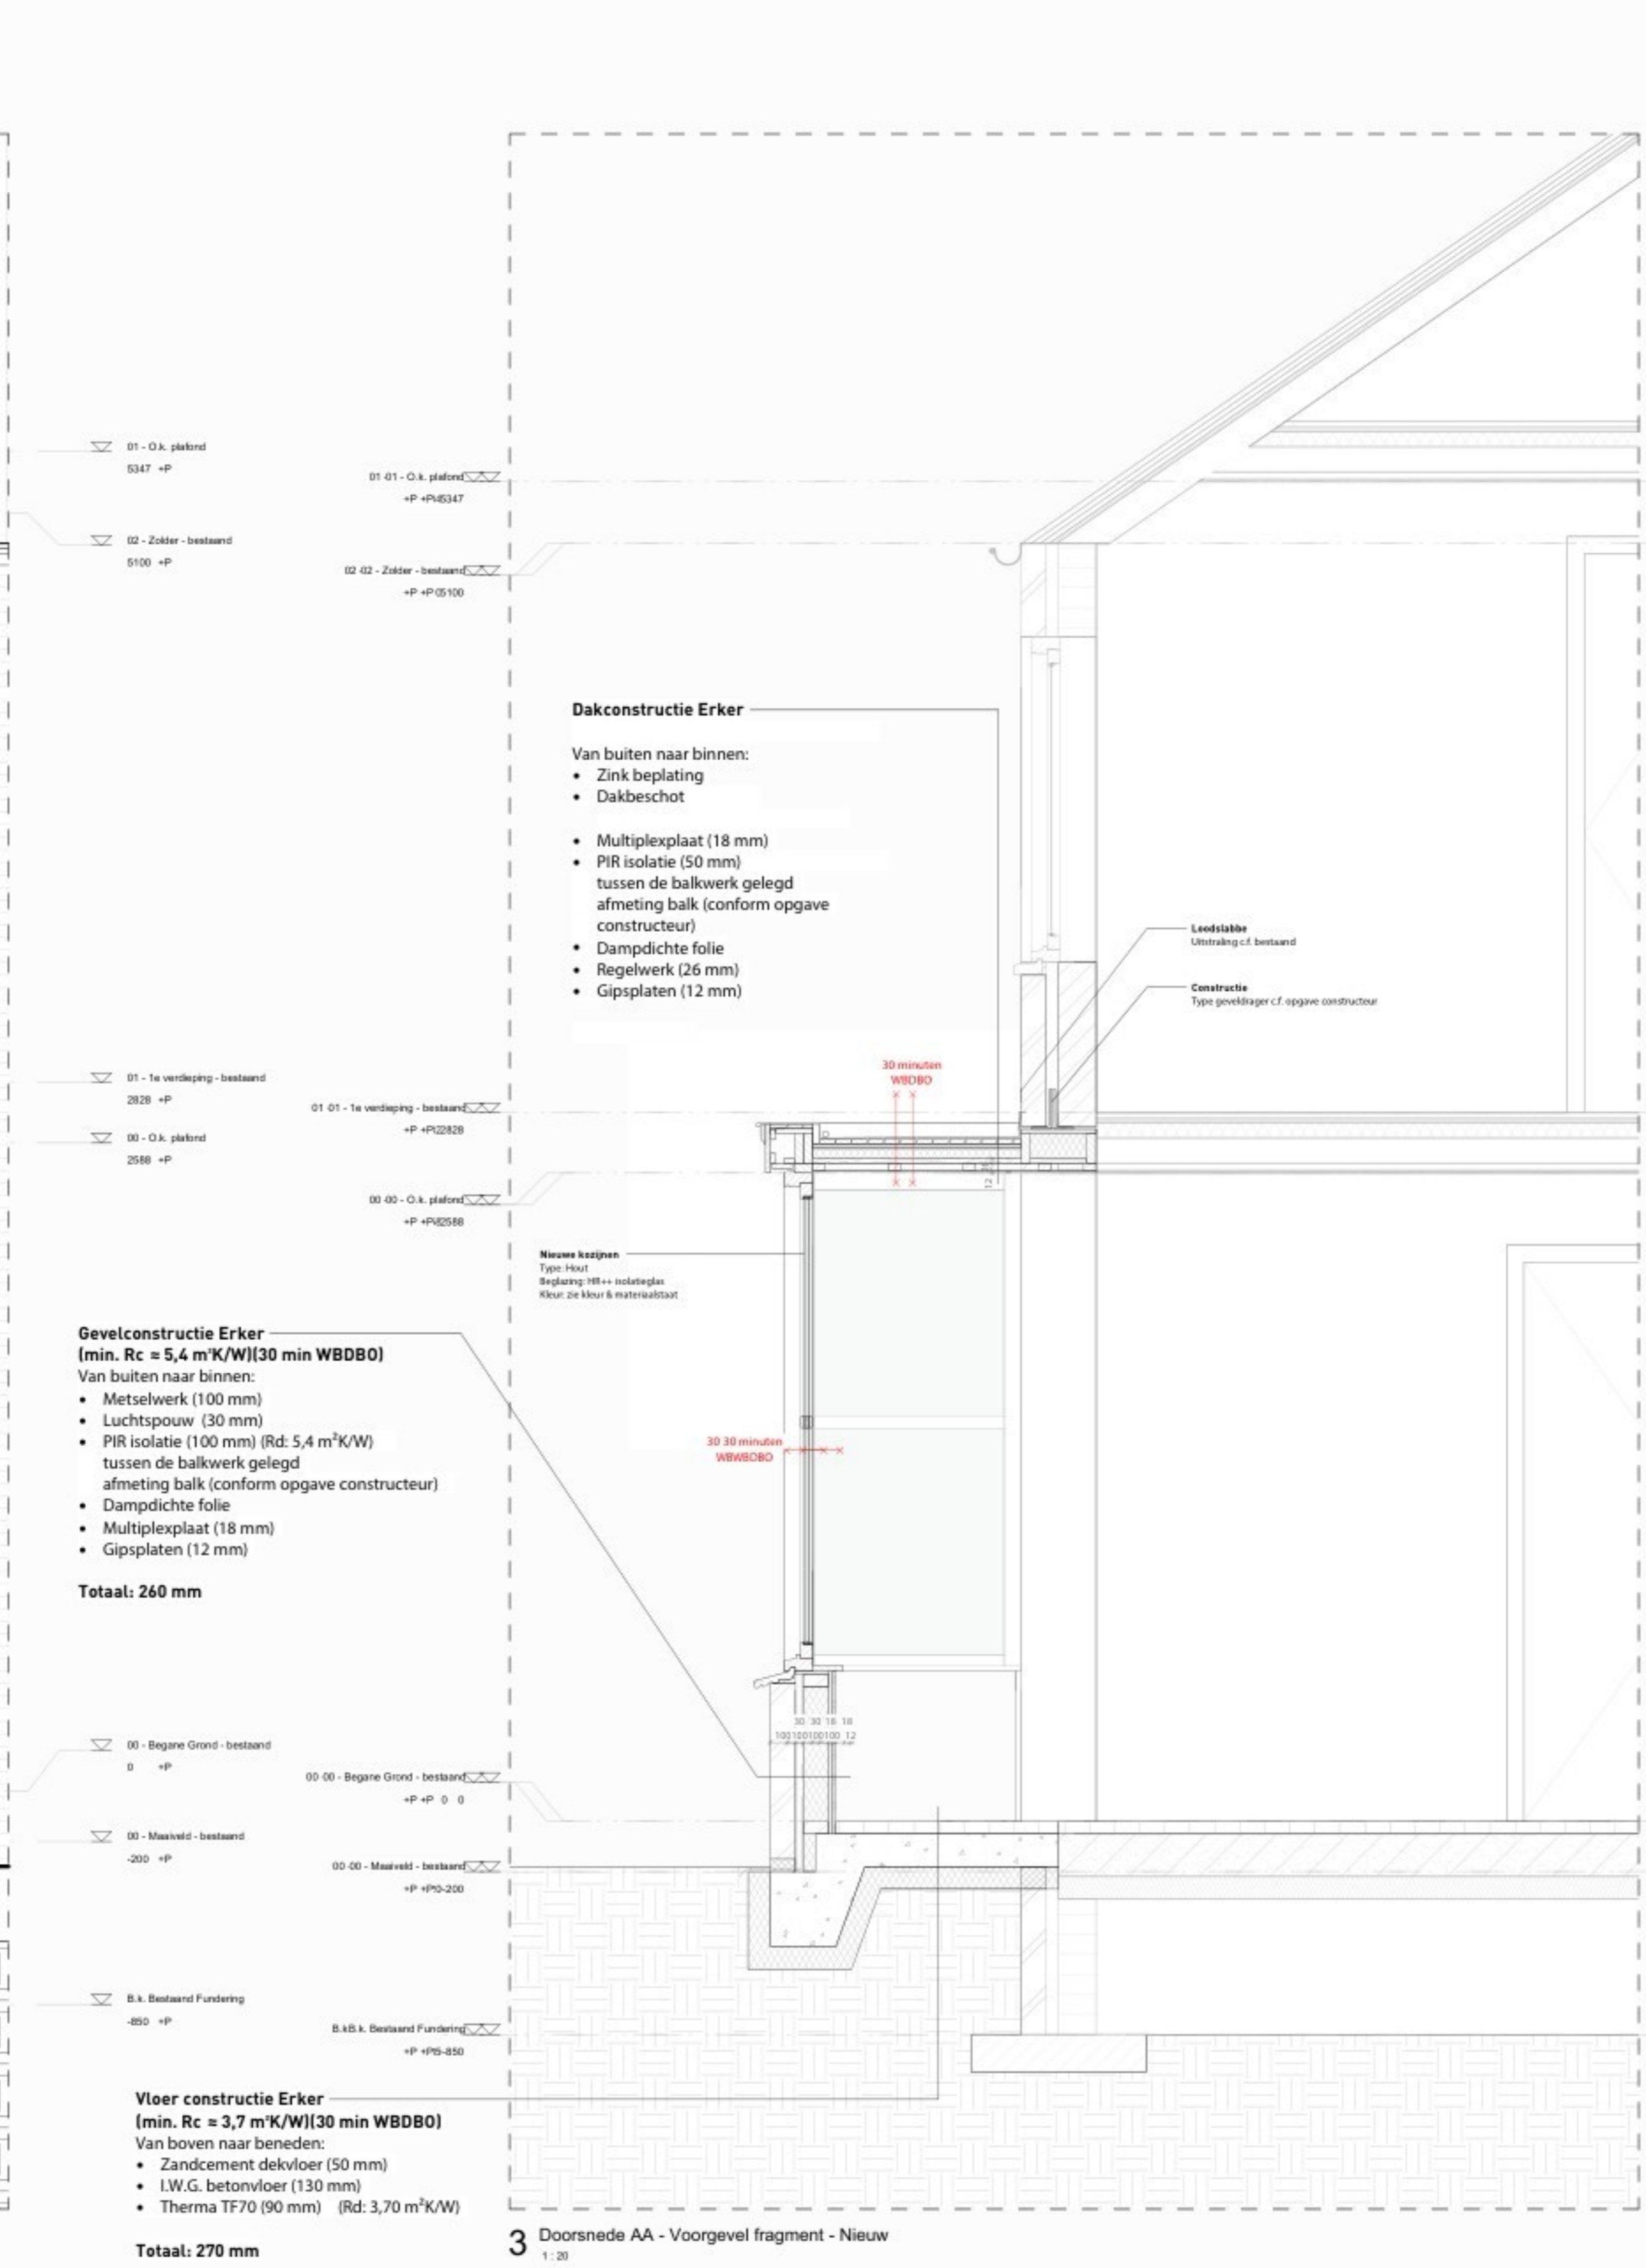 01 - O.k. plafond
5347 +P
02 - Zolder - bestaand
5100 +P
01 -01 - O.k. plafond
02 -02 - Zolder - bestaand
Dakconstructie Erker
Van buiten naar binnen:
• Zink beplating
• Dakbeschot
• Multiplexplaat (18 mm)
• PIR isolatie (50 mm)
tussen de balkwerk gelegd
afmeting balk (conform opgave
constructeur)
• Dampdichte folie
• Regelwerk (26 mm)
• Gipsplaten (12 mm)
Loodslabbe
Uitstraling c.f. bestaand
Constructie
Type geveldrager c.f. opgave constructeur
30 minuten
WBDBO
01 - 1e verdieping - bestaand
2828 +P
00 - O.k. plafond
2588 +P
01 -01 - 1e verdieping - bestaand
00 -00 - O.k. plafond
Nieuwe kozijnen
Type: Hout
Beglazing: HR++ isolatieglas
Kleur: zie kleur & materiaalstaat
Gevelconstructie Erker
(min. Rc ≈ 5,4 m²K/W)(30 min WBDBO)
Van buiten naar binnen:
• Metselwerk (100 mm)
• Luchtspouw (30 mm)
• PIR isolatie (100 mm) (Rd: 5,4 m²K/W)
tussen de balkwerk gelegd
afmeting balk (conform opgave constructeur)
• Dampdichte folie
• Multiplexplaat (18 mm)
• Gipsplaten (12 mm)
Totaal: 260 mm
30 30 minuten
WBWBDBO
30 30 18 18
100100100100 12
00 - Begane Grond - bestaand
0 +P
00 -00 - Begane Grond - bestaand
+P +P 0 0
00 - Maaiveld - bestaand
-200 +P
00 -00 - Maaiveld - bestaand
B.k. Bestaand Fundering
-850 +P
B.kB.k. Bestaand Fundering
Vloer constructie Erker
(min. Rc ≈ 3,7 m²K/W)(30 min WBDBO)
Van boven naar beneden:
• Zandcement dekvloer (50 mm)
• I.W.G. betonvloer (130 mm)
• Therma TF70 (90 mm) (Rd: 3,70 m²K/W)
Totaal: 270 mm
3 Doorsnede AA - Voorgevel fragment - Nieuw
1 : 20